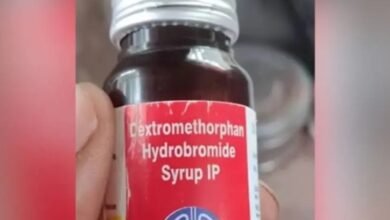 Dextromethorphan
Hydrobromide
Syrup IP